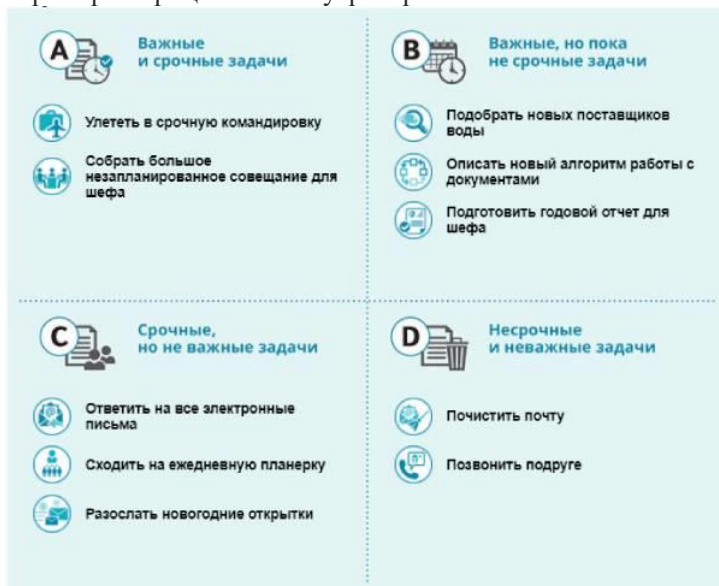 A
Важные
и срочные задачи
Улететь в срочную командировку
Собрать большое
незапланированное совещание для
шефа
B
Важные, но пока
не срочные задачи
Подобрать новых поставщиков
воды
Описать новый алгоритм работы с
документами
Подготовить годовой отчет для
шефа
C
Срочные,
но не важные задачи
Ответить на все электронные
письма
Сходить на ежедневную планерку
Разослать новогодние открытки
D
Несрочные
и неважные задачи
Почистить почту
Позвонить подруге